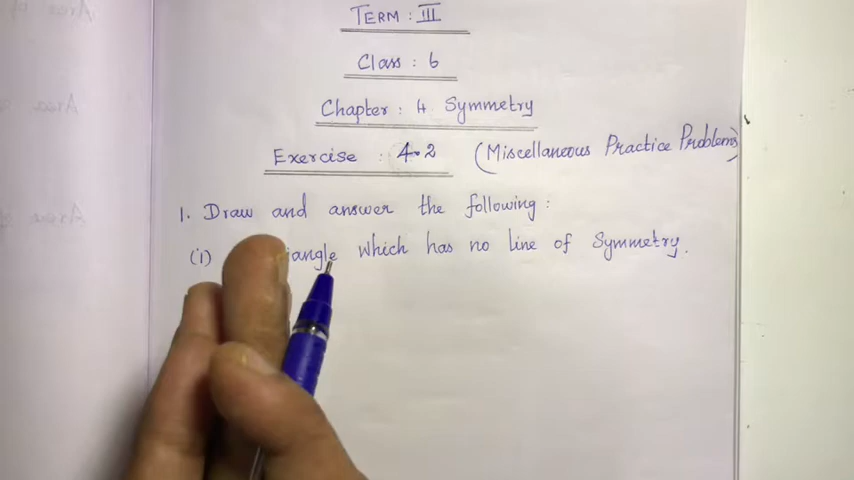 TERM : III
Class : 6
Chapter : 4 Symmetry
Exercise : 4.2 (Miscellaneous Practice Problems)
1. Draw and answer the following :
(i) which has no line of Symmetry.